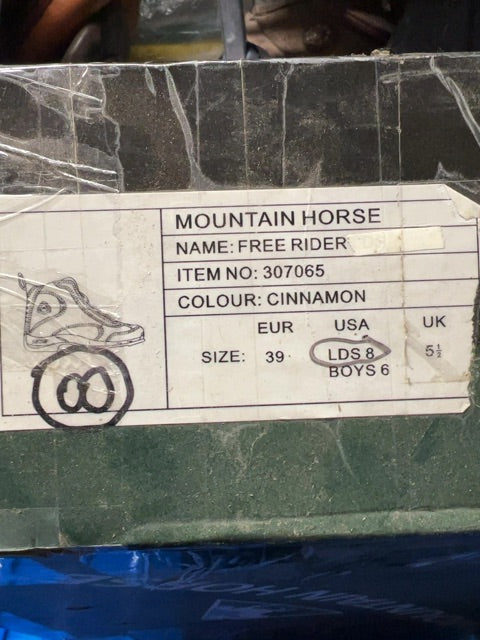 MOUNTAIN HORSE
NAME: FREE RIDER
ITEM NO: 307065
COLOUR: CINNAMON
EUR USA UK
SIZE: 39 LDS 8 5½
BOYS 6
8